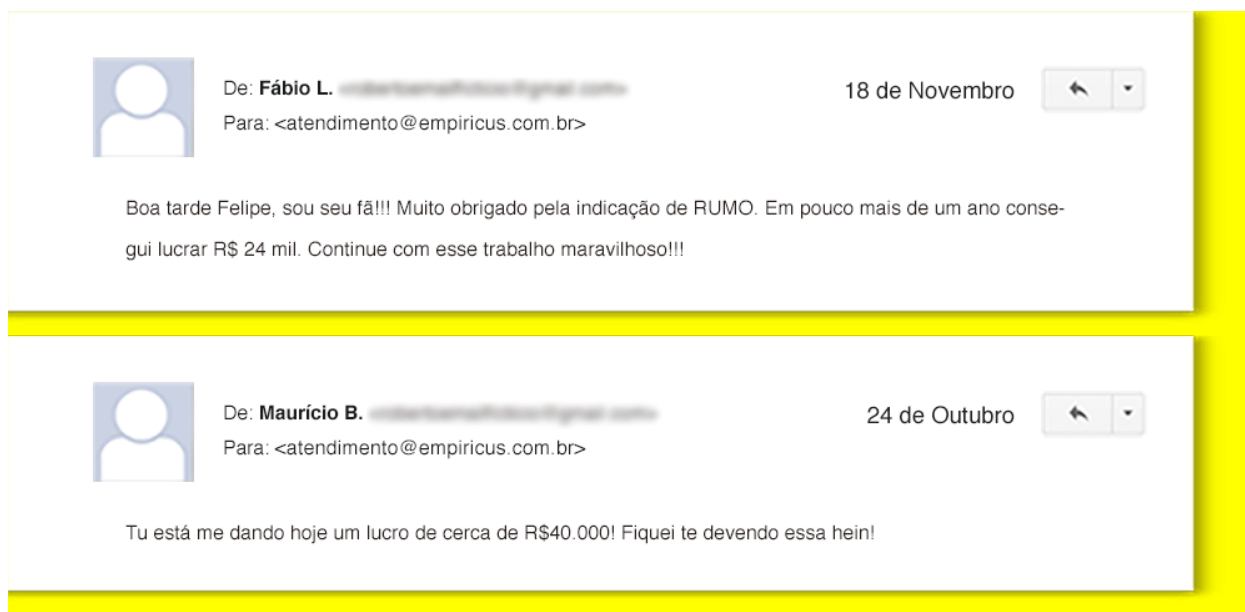 De: Fábio L.
18 de Novembro
Para: <atendimento@empiricus.com.br>
Boa tarde Felipe, sou seu fã!!! Muito obrigado pela indicação de RUMO. Em pouco mais de um ano conse-
gui lucrar R$ 24 mil. Continue com esse trabalho maravilhoso!!!
De: Maurício B.
24 de Outubro
Para: <atendimento@empiricus.com.br>
Tu está me dando hoje um lucro de cerca de R$40.000! Fiquei te devendo essa hein!